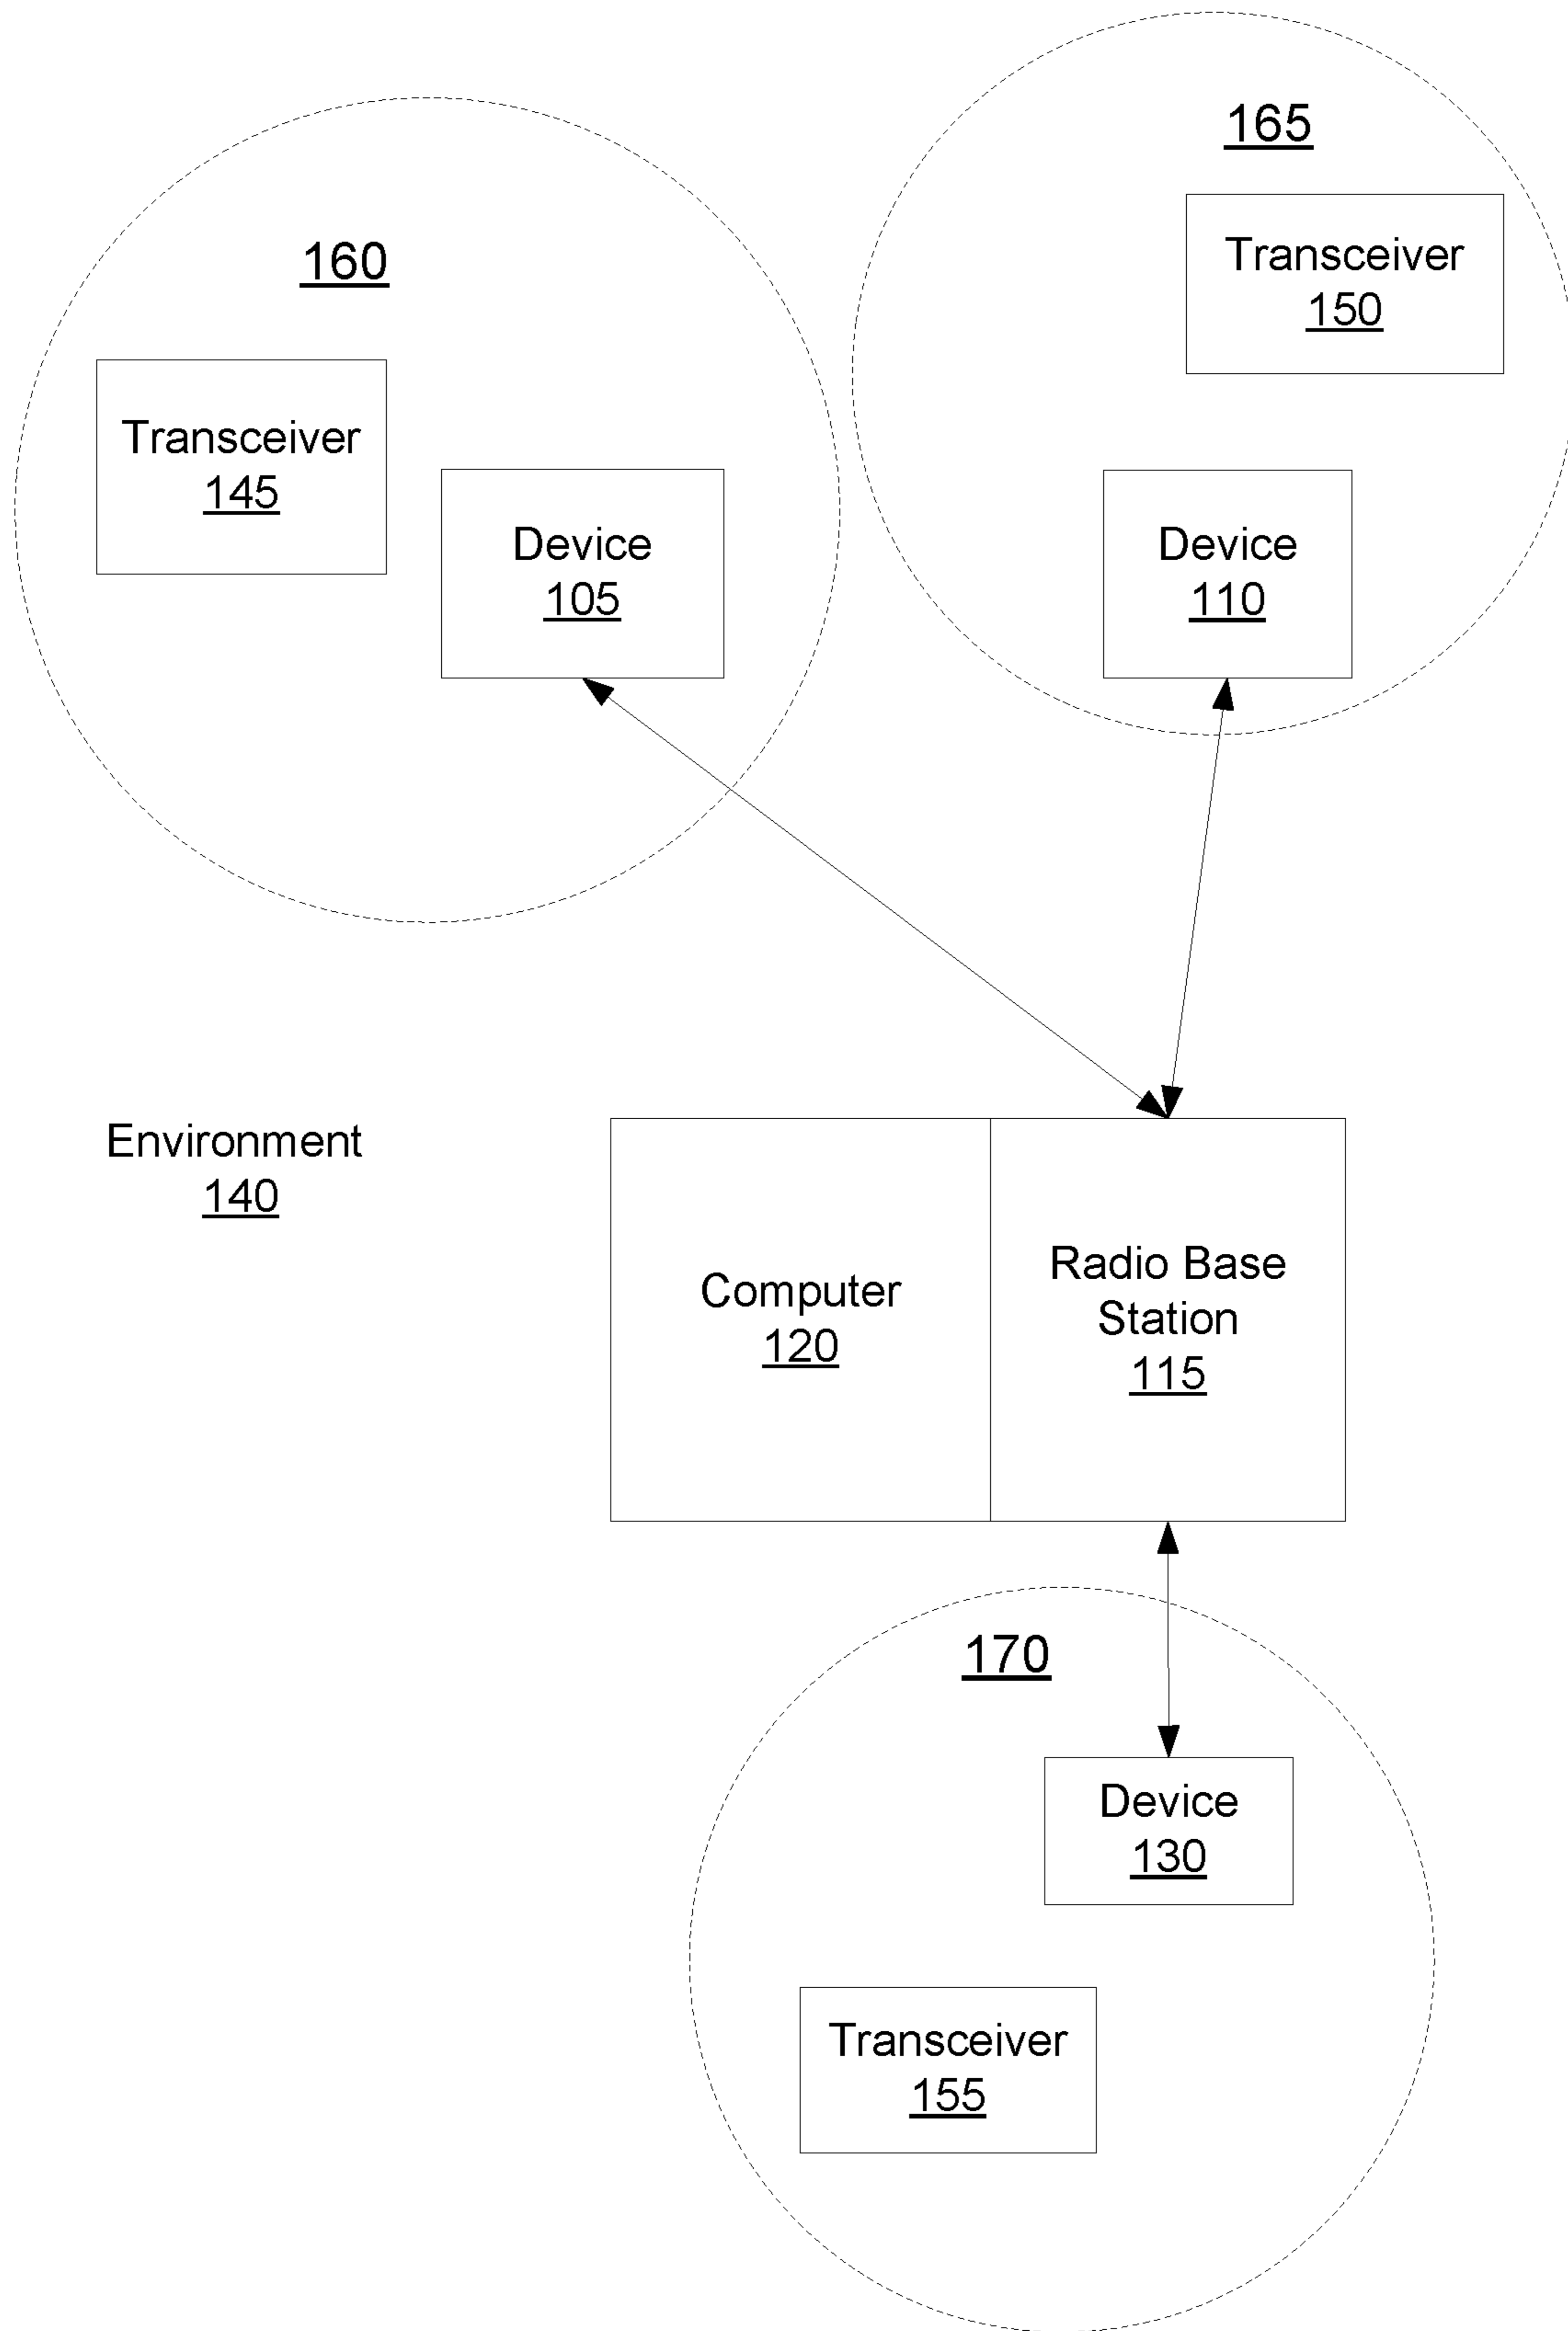 165
Transceiver
150
160
Transceiver
145
Device
105
Device
110
Environment
140
Computer
120
Radio Base
Station
115
170
Device
130
Transceiver
155